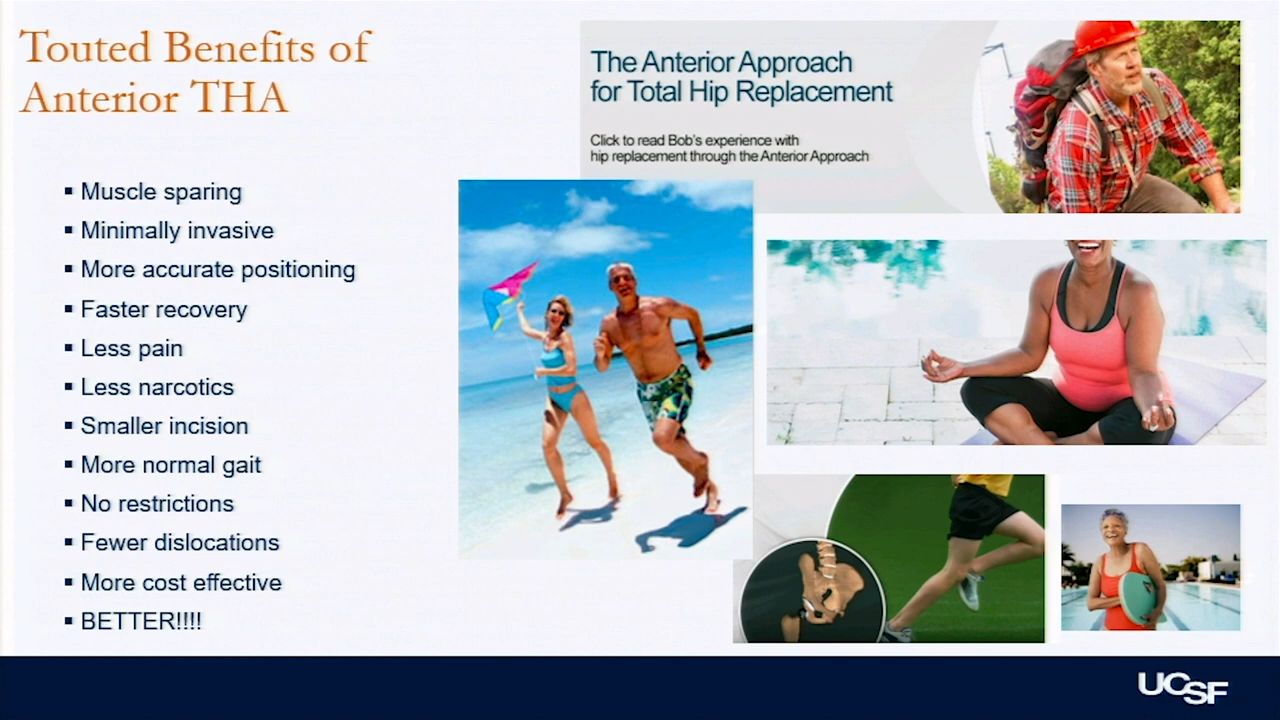 Touted Benefits of
Anterior THA
The Anterior Approach
for Total Hip Replacement
Click to read Bob's experience with
hip replacement through the Anterior Approach
▪ Muscle sparing
▪ Minimally invasive
▪ More accurate positioning
▪ Faster recovery
▪ Less pain
▪ Less narcotics
▪ Smaller incision
▪ More normal gait
▪ No restrictions
▪ Fewer dislocations
▪ More cost effective
▪ BETTER!!!!
UCSF